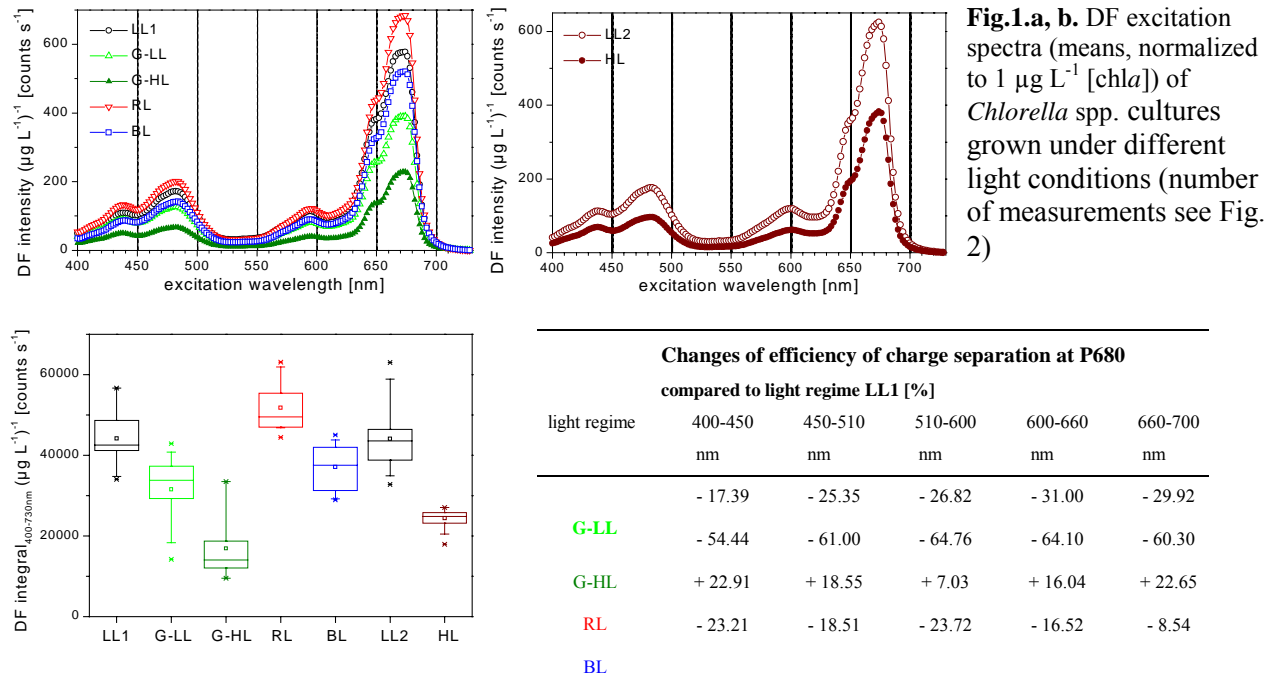 DF intensity (µg L⁻¹)⁻¹ [counts s⁻¹]
600
400
200
0
LL1
G-LL
G-HL
RL
BL
400 450 500 550 600 650 700
excitation wavelength [nm]
DF intensity (µg L⁻¹)⁻¹ [counts s⁻¹]
600
400
200
0
LL2
HL
400 450 500 550 600 650 700
excitation wavelength [nm]
Fig.1.a, b. DF excitation
spectra (means, normalized
to 1 µg L⁻¹ [chla]) of
Chlorella spp. cultures
grown under different
light conditions (number
of measurements see Fig.
2)
DF integral400-730nm (µg L⁻¹)⁻¹ [counts s⁻¹]
60000
40000
20000
0
LL1 G-LL G-HL RL BL LL2 HL
Changes of efficiency of charge separation at P680
compared to light regime LL1 [%]
light regime 400-450 450-510 510-600 600-660 660-700
nm nm nm nm nm
- 17.39 - 25.35 - 26.82 - 31.00 - 29.92
G-LL
- 54.44 - 61.00 - 64.76 - 64.10 - 60.30
G-HL + 22.91 + 18.55 + 7.03 + 16.04 + 22.65
RL - 23.21 - 18.51 - 23.72 - 16.52 - 8.54
BL